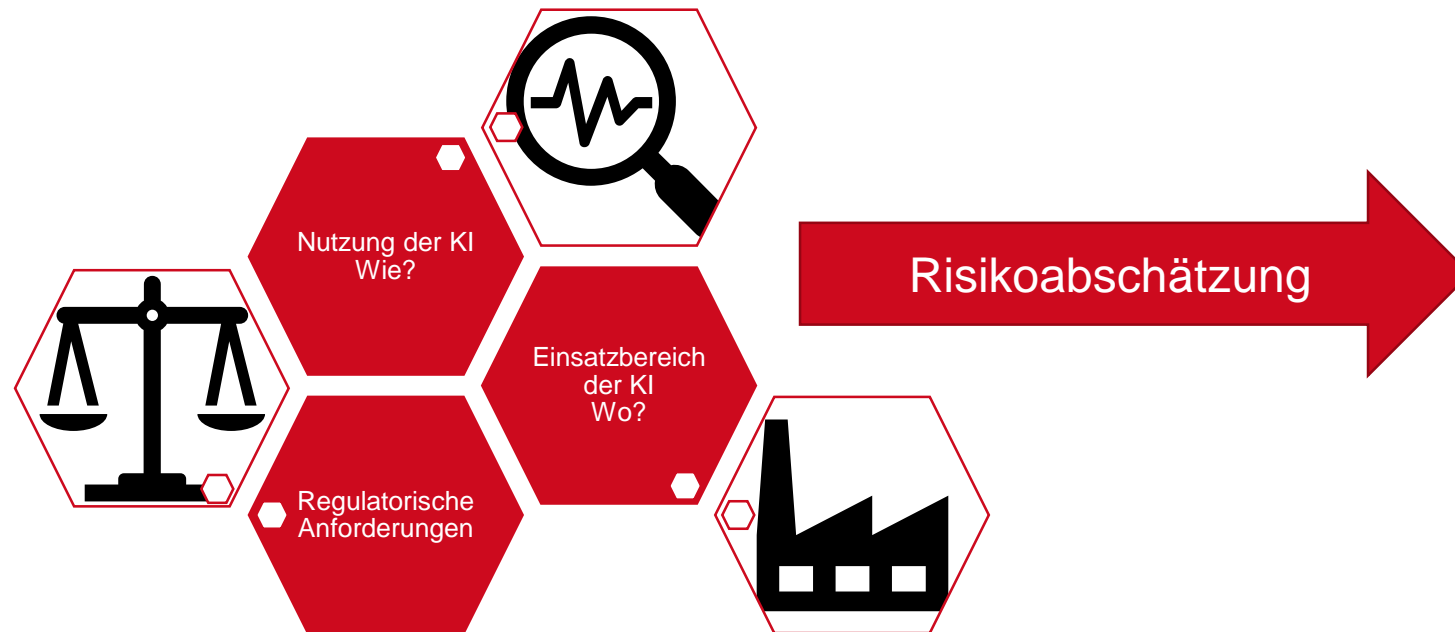 Nutzung der KI
Wie?
Einsatzbereich
der KI
Wo?
Regulatorische
Anforderungen
Risikoabschätzung